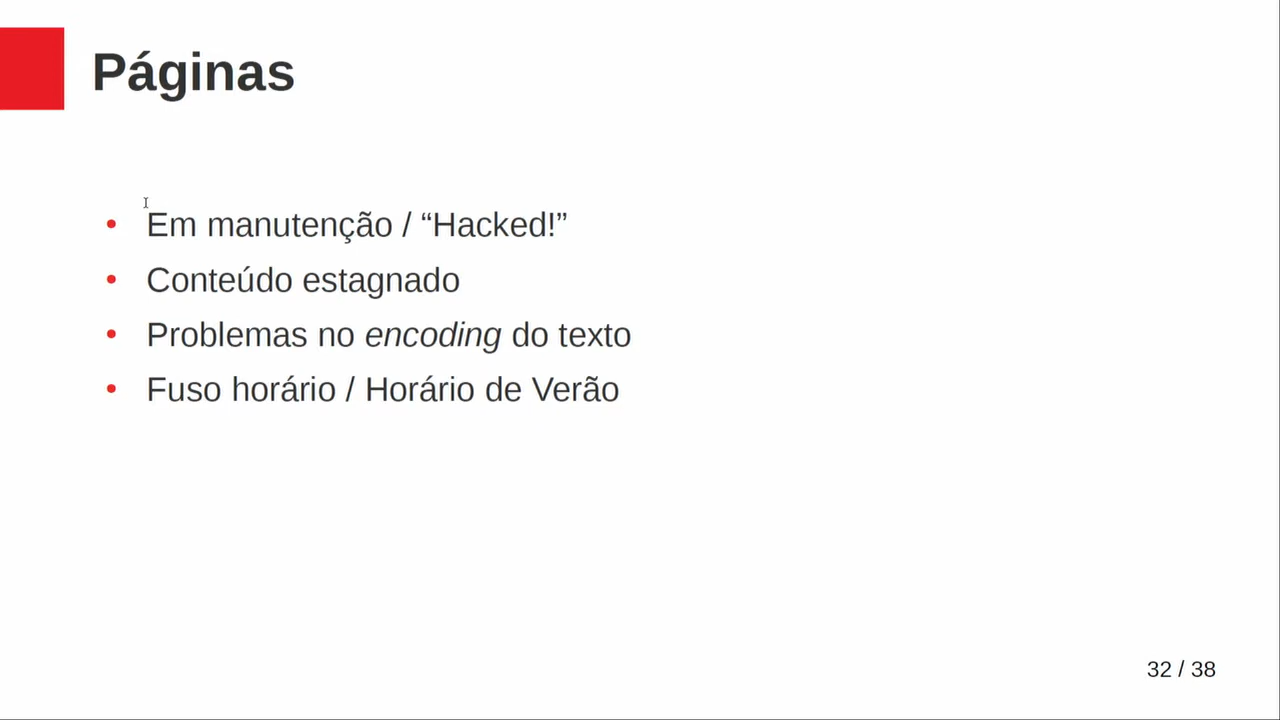 Páginas
• Em manutenção / “Hacked!”
• Conteúdo estagnado
• Problemas no encoding do texto
• Fuso horário / Horário de Verão
32 / 38